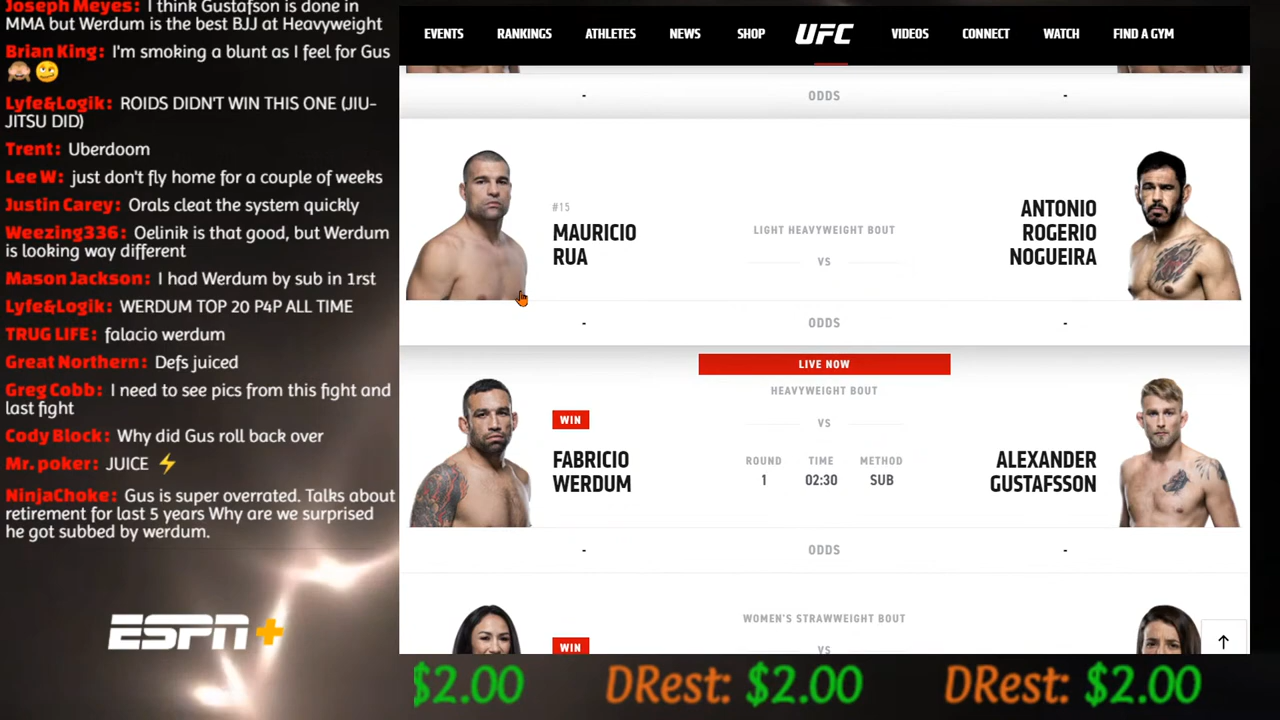 Joseph Meyes: I think Gustafson is done in
MMA but Werdum is the best BJJ at Heavyweight
Brian King: I'm smoking a blunt as I feel for Gus
🙈🥴
Lyfe&Logik: ROIDS DIDN'T WIN THIS ONE (JIU-
JITSU DID)
Trent: Uberdoom
Lee W: just don't fly home for a couple of weeks
Justin Carey: Orals cleat the system quickly
Weezing336: Oelinik is that good, but Werdum
is looking way different
Mason Jackson: I had Werdum by sub in 1rst
Lyfe&Logik: WERDUM TOP 20 P4P ALL TIME
TRUG LIFE: falacio werdum
Great Northern: Defs juiced
Greg Cobb: I need to see pics from this fight and
last fight
Cody Block: Why did Gus roll back over
Mr. poker: JUICE ⚡
NinjaChoke: Gus is super overrated. Talks about
retirement for last 5 years Why are we surprised
he got subbed by werdum.
ESPN+
EVENTS RANKINGS ATHLETES NEWS SHOP UFC VIDEOS CONNECT WATCH FIND A GYM
- ODDS -
#15
MAURICIO
RUA
LIGHT HEAVYWEIGHT BOUT
VS
ANTONIO
ROGERIO
NOGUEIRA
- ODDS -
LIVE NOW
HEAVYWEIGHT BOUT
VS
WIN
FABRICIO
WERDUM
ROUND TIME METHOD
1 02:30 SUB
ALEXANDER
GUSTAFSSON
- ODDS -
WOMEN'S STRAWWEIGHT BOUT
WIN
VS
$2.00 DRest: $2.00 DRest: $2.00